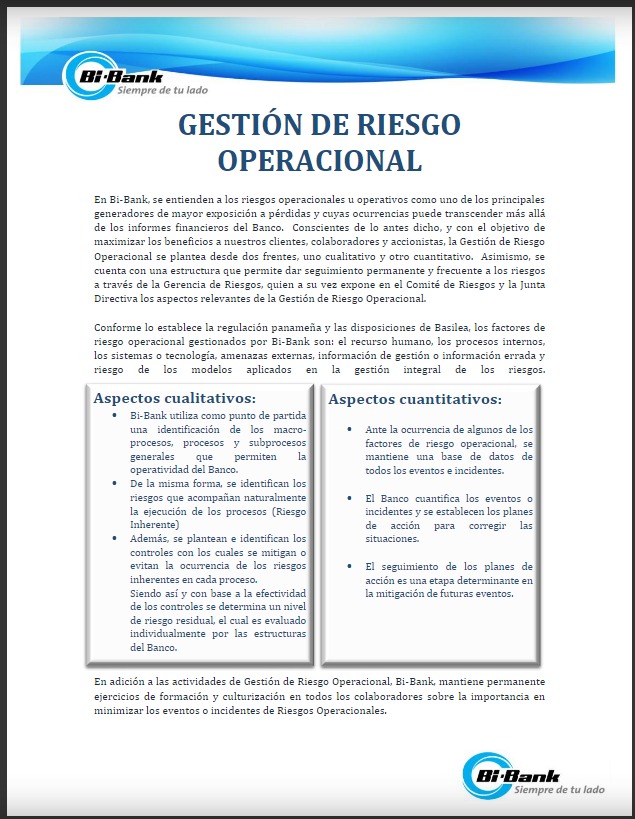 Bi-Bank
Siempre de tu lado
GESTIÓN DE RIESGO
OPERACIONAL
En Bi-Bank, se entienden a los riesgos operacionales u operativos como uno de los principales
generadores de mayor exposición a pérdidas y cuyas ocurrencias puede transcender más allá
de los informes financieros del Banco. Conscientes de lo antes dicho, y con el objetivo de
maximizar los beneficios a nuestros clientes, colaboradores y accionistas, la Gestión de Riesgo
Operacional se plantea desde dos frentes, uno cualitativo y otro cuantitativo. Asimismo, se
cuenta con una estructura que permite dar seguimiento permanente y frecuente a los riesgos
a través de la Gerencia de Riesgos, quien a su vez expone en el Comité de Riesgos y la Junta
Directiva los aspectos relevantes de la Gestión de Riesgo Operacional.
Conforme lo establece la regulación panameña y las disposiciones de Basilea, los factores de
riesgo operacional gestionados por Bi-Bank son: el recurso humano, los procesos internos,
los sistemas o tecnología, amenazas externas, información de gestión o información errada y
riesgo de los modelos aplicados en la gestión integral de los riesgos.
Aspectos cualitativos:
• Bi-Bank utiliza como punto de partida
una identificación de los macro-
procesos, procesos y subprocesos
generales que permiten la
operatividad del Banco.
• De la misma forma, se identifican los
riesgos que acompañan naturalmente
la ejecución de los procesos (Riesgo
Inherente)
• Además, se plantean e identifican los
controles con los cuales se mitigan o
evitan la ocurrencia de los riesgos
inherentes en cada proceso.
Siendo así y con base a la efectividad
de los controles se determina un nivel
de riesgo residual, el cual es evaluado
individualmente por las estructuras
del Banco.
Aspectos cuantitativos:
• Ante la ocurrencia de algunos de los
factores de riesgo operacional, se
mantiene una base de datos de
todos los eventos e incidentes.
• El Banco cuantifica los eventos o
incidentes y se establecen los planes
de acción para corregir las
situaciones.
• El seguimiento de los planes de
acción es una etapa determinante en
la mitigación de futuras eventos.
En adición a las actividades de Gestión de Riesgo Operacional, Bi-Bank, mantiene permanente
ejercicios de formación y culturización en todos los colaboradores sobre la importancia en
minimizar los eventos o incidentes de Riesgos Operacionales.
Bi-Bank
Siempre de tu lado